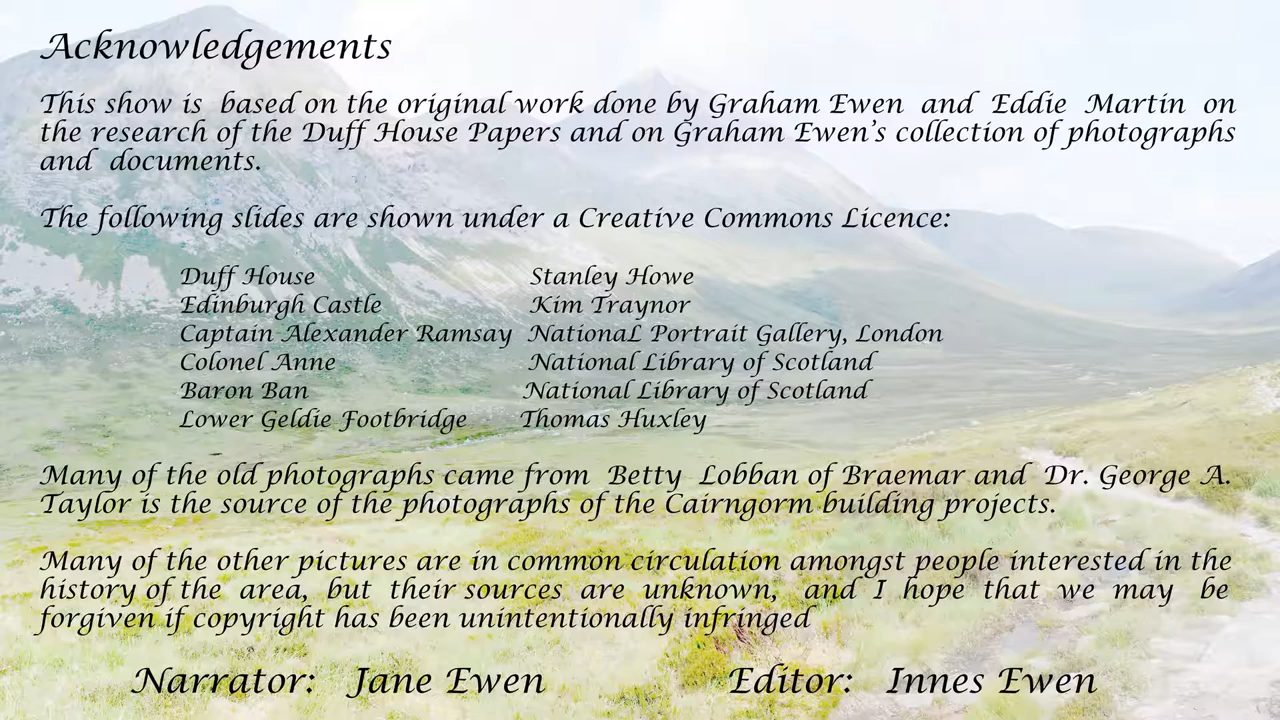 Acknowledgements
This show is based on the original work done by Graham Ewen and Eddie Martin on
the research of the Duff House Papers and on Graham Ewen's collection of photographs
and documents.
The following slides are shown under a Creative Commons Licence:
Duff House Stanley Howe
Edinburgh Castle Kim Traynor
Captain Alexander Ramsay NationaL Portrait Gallery, London
Colonel Anne National Library of Scotland
Baron Ban National Library of Scotland
Lower Geldie Footbridge Thomas Huxley
Many of the old photographs came from Betty Lobban of Braemar and Dr. George A.
Taylor is the source of the photographs of the Cairngorm building projects.
Many of the other pictures are in common circulation amongst people interested in the
history of the area, but their sources are unknown, and I hope that we may be
forgiven if copyright has been unintentionally infringed
Narrator: Jane Ewen Editor: Innes Ewen